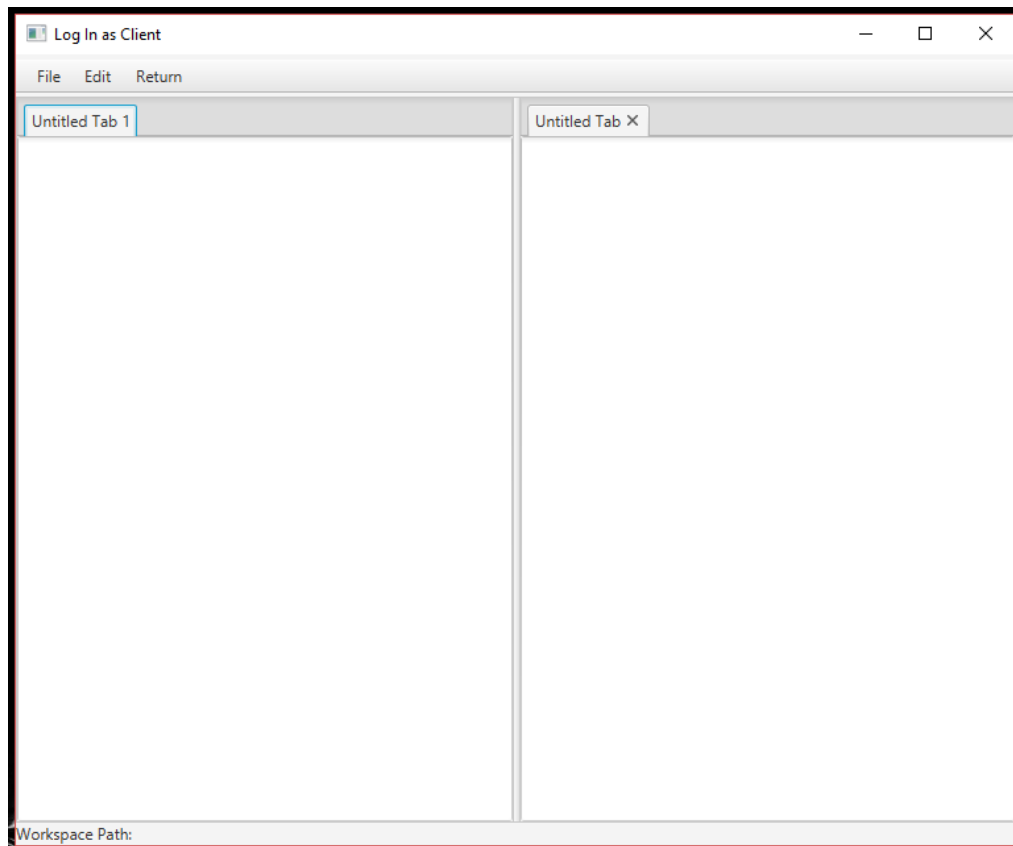 Log In as Client
File Edit Return
Untitled Tab 1 Untitled Tab
Workspace Path: